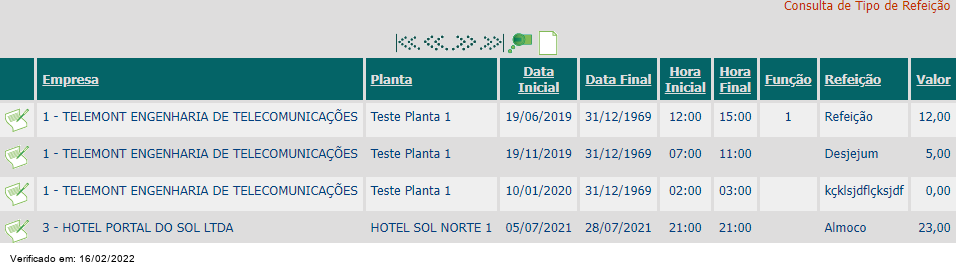 Consulta de Tipo de Refeição
Empresa Planta Data Inicial Data Final Hora Inicial Hora Final Função Refeição Valor
1 - TELEMONT ENGENHARIA DE TELECOMUNICAÇÕES Teste Planta 1 19/06/2019 31/12/1969 12:00 15:00 1 Refeição 12,00
1 - TELEMONT ENGENHARIA DE TELECOMUNICAÇÕES Teste Planta 1 19/11/2019 31/12/1969 07:00 11:00 Desjejum 5,00
1 - TELEMONT ENGENHARIA DE TELECOMUNICAÇÕES Teste Planta 1 10/01/2020 31/12/1969 02:00 03:00 kçklsjdflçksjdf 0,00
3 - HOTEL PORTAL DO SOL LTDA HOTEL SOL NORTE 1 05/07/2021 28/07/2021 21:00 21:00 Almoco 23,00
Verificado em: 16/02/2022